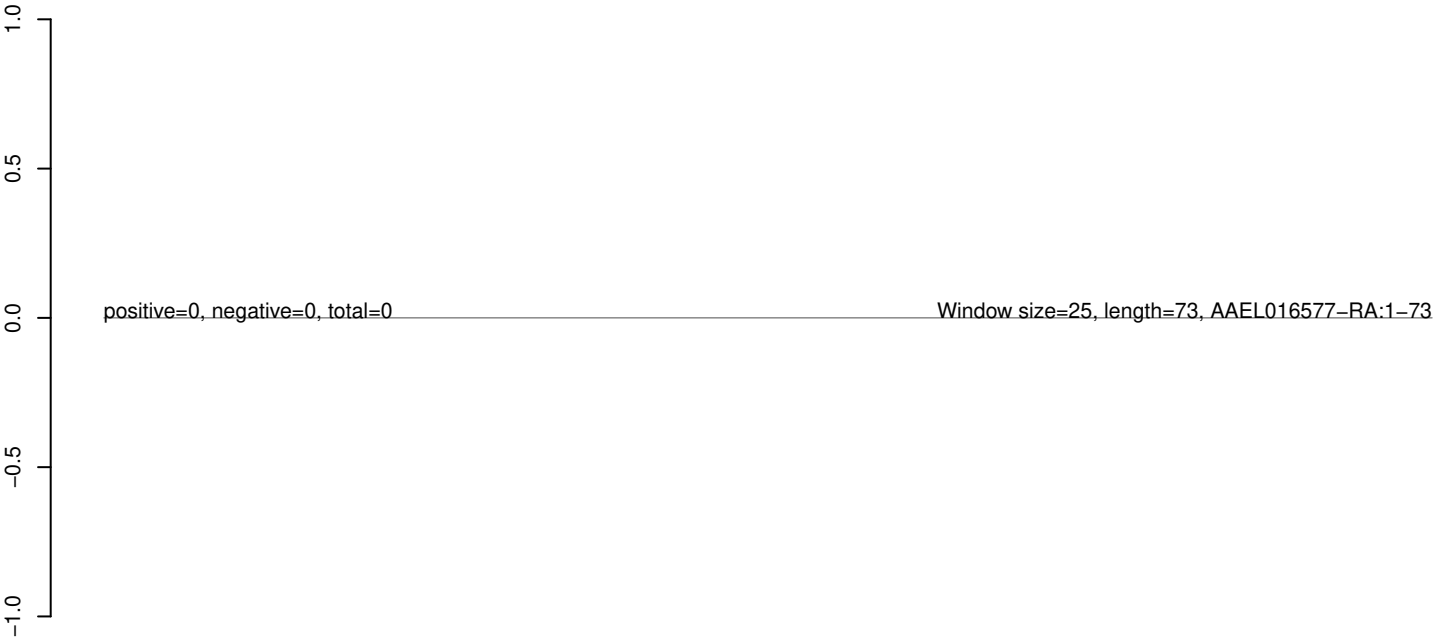 1.0
0.5
0.0
−0.5
−1.0
positive=0, negative=0, total=0
Window size=25, length=73, AAEL016577−RA:1−73